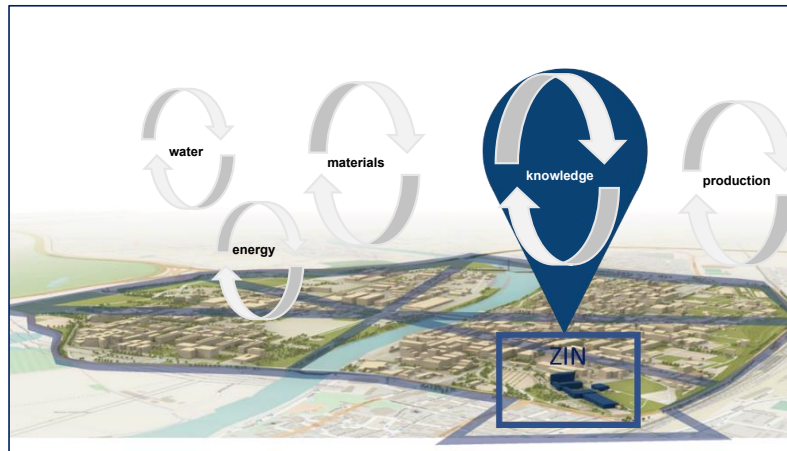 water
materials
knowledge
production
energy
ZIN